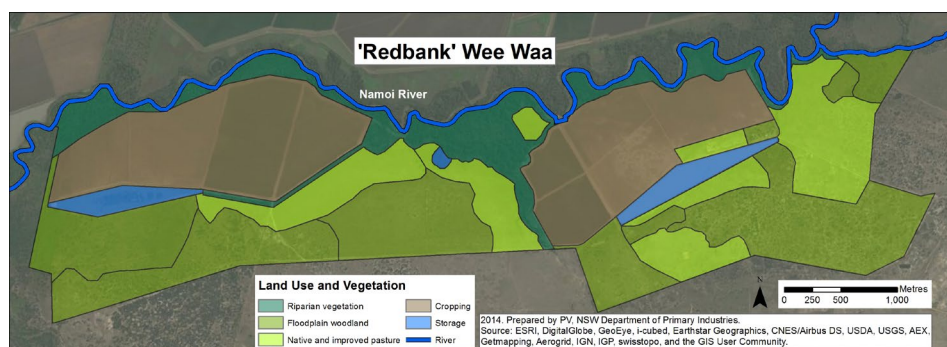 'Redbank' Wee Waa
Namoi River
Land Use and Vegetation
Riparian vegetation
Floodplain woodland
Native and improved pasture
Cropping
Storage
River
N
Metres
0 250 500 1,000
2014. Prepared by PV, NSW Department of Primary Industries.
Source: ESRI, DigitalGlobe, GeoEye, i-cubed, Earthstar Geographics, CNES/Airbus DS, USDA, USGS, AEX,
Getmapping, Aerogrid, IGN, IGP, swisstopo, and the GIS User Community.